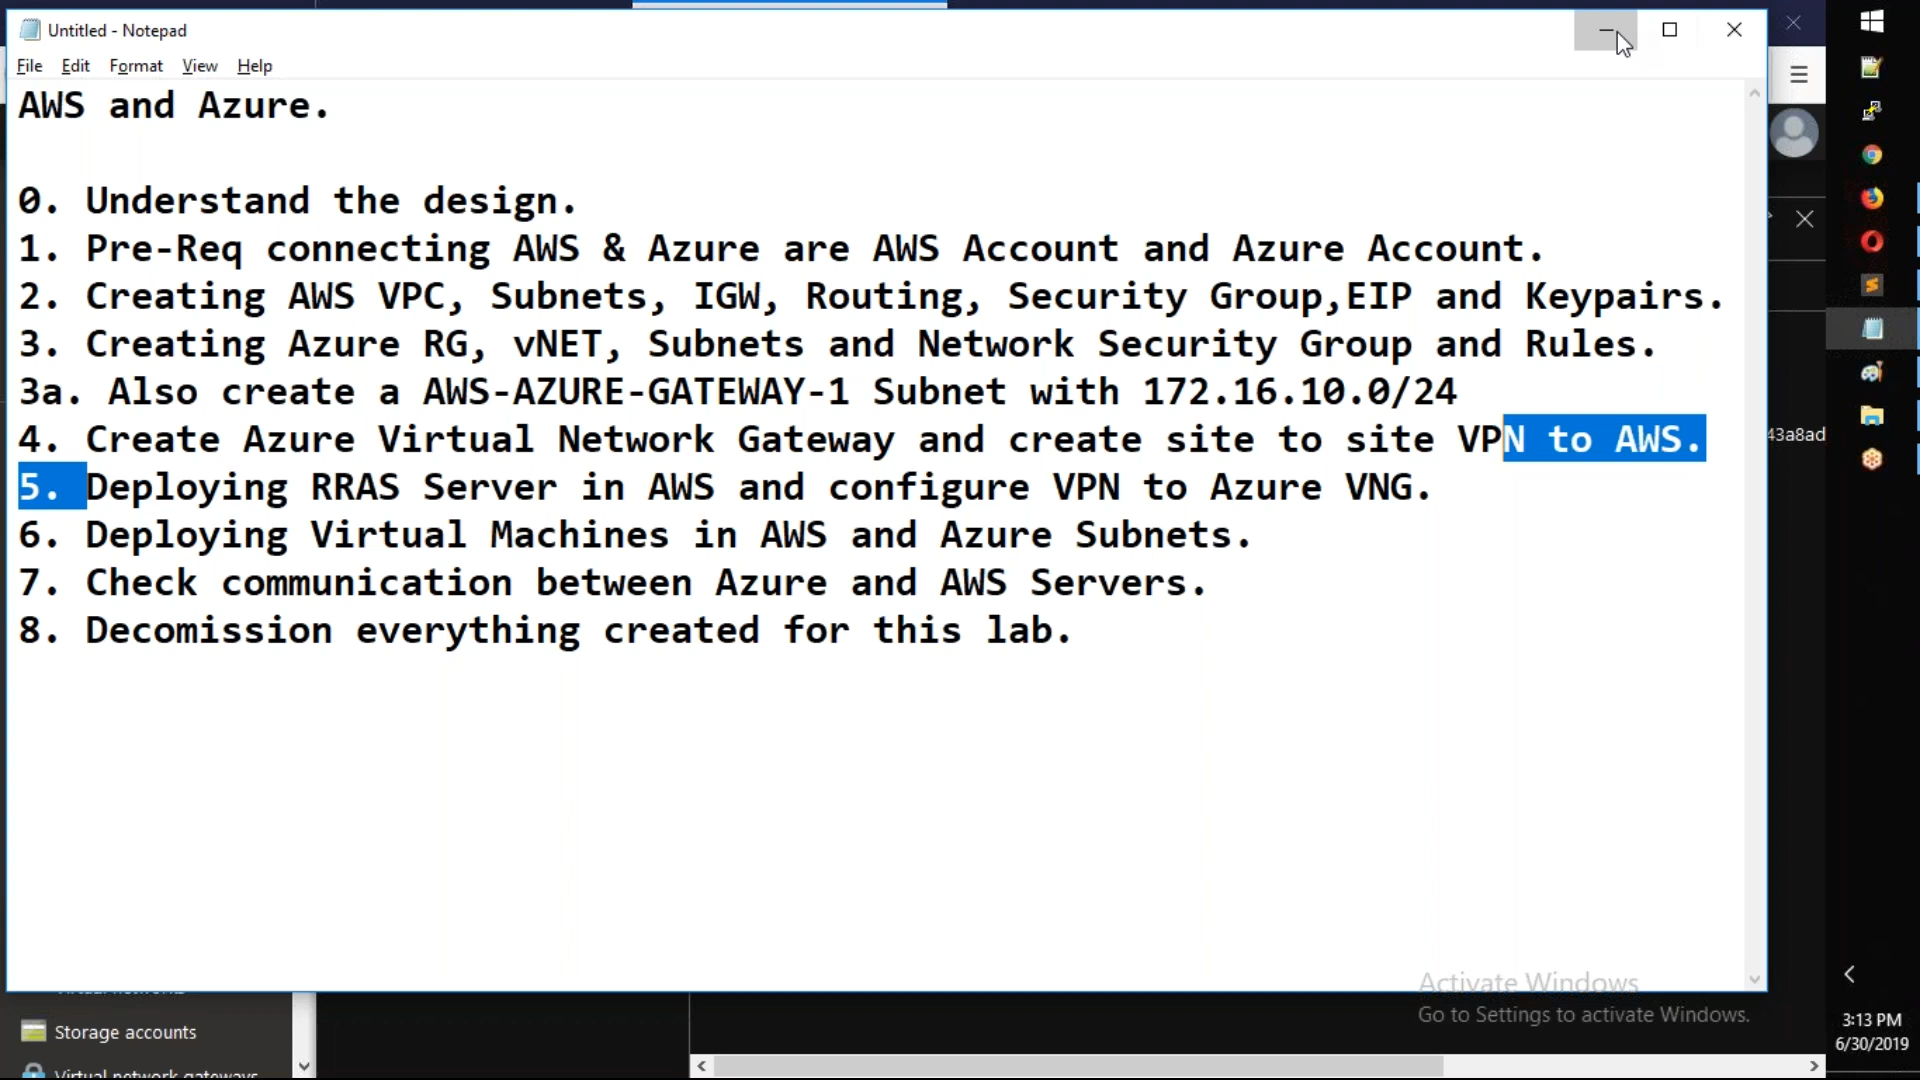 Untitled - Notepad
File Edit Format View Help
AWS and Azure.
0. Understand the design.
1. Pre-Req connecting AWS & Azure are AWS Account and Azure Account.
2. Creating AWS VPC, Subnets, IGW, Routing, Security Group,EIP and Keypairs.
3. Creating Azure RG, vNET, Subnets and Network Security Group and Rules.
3a. Also create a AWS-AZURE-GATEWAY-1 Subnet with 172.16.10.0/24
4. Create Azure Virtual Network Gateway and create site to site VPN to AWS.
5. Deploying RRAS Server in AWS and configure VPN to Azure VNG.
6. Deploying Virtual Machines in AWS and Azure Subnets.
7. Check communication between Azure and AWS Servers.
8. Decomission everything created for this lab.
43a8ad
Activate Windows
Go to Settings to activate Windows.
Storage accounts
Virtual network gateways
3:13 PM
6/30/2019